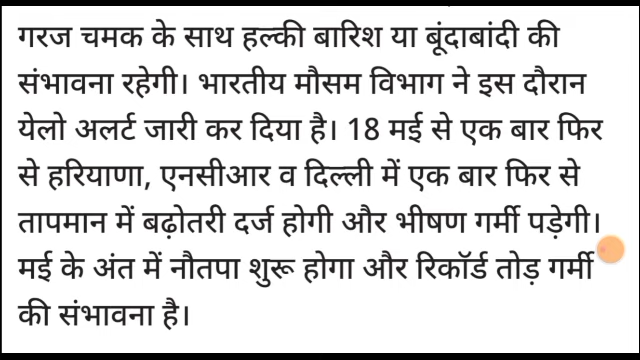 गरज चमक के साथ हल्की बारिश या बूंदाबांदी की
संभावना रहेगी। भारतीय मौसम विभाग ने इस दौरान
येलो अलर्ट जारी कर दिया है। 18 मई से एक बार फिर
से हरियाणा, एनसीआर व दिल्ली में एक बार फिर से
तापमान में बढ़ोतरी दर्ज होगी और भीषण गर्मी पड़ेगी।
मई के अंत में नौतपा शुरू होगा और रिकॉर्ड तोड़ गर्मी
की संभावना है।